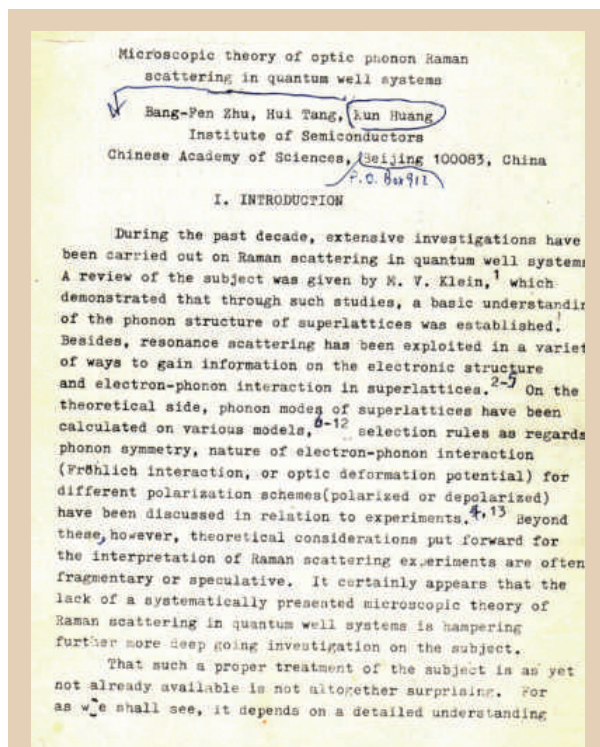 Microscopic theory of optic phonon Raman
scattering in quantum well systems
Bang-Fen Zhu, Hui Tang, Kun Huang
Institute of Semiconductors
Chinese Academy of Sciences, Beijing 100083, China
P.O. Box 912
I. INTRODUCTION
During the past decade, extensive investigations have
been carried out on Raman scattering in quantum well systems
A review of the subject was given by M. V. Klein,1 which
demonstrated that through such studies, a basic understandin
of the phonon structure of superlattices was established.
Besides, resonance scattering has been exploited in a variet
of ways to gain information on the electronic structure
and electron-phonon interaction in superlattices.2-5 On the
theoretical side, phonon modes of superlattices have been
calculated on various models,6-12 selection rules as regards
phonon symmetry, nature of electron-phonon interaction
(Fröhlich interaction, or optic deformation potential) for
different polarization schemes(polarized or depolarized)
have been discussed in relation to experiments.4,13 Beyond
these, however, theoretical considerations put forward for
the interpretation of Raman scattering experiments are often
fragmentary or speculative. It certainly appears that the
lack of a systematically presented microscopic theory of
Raman scattering in quantum well systems is hampering
further more deep going investigation on the subject.
That such a proper treatment of the subject is as yet
not already available is not altogether surprising. For
as we shall see, it depends on a detailed understanding